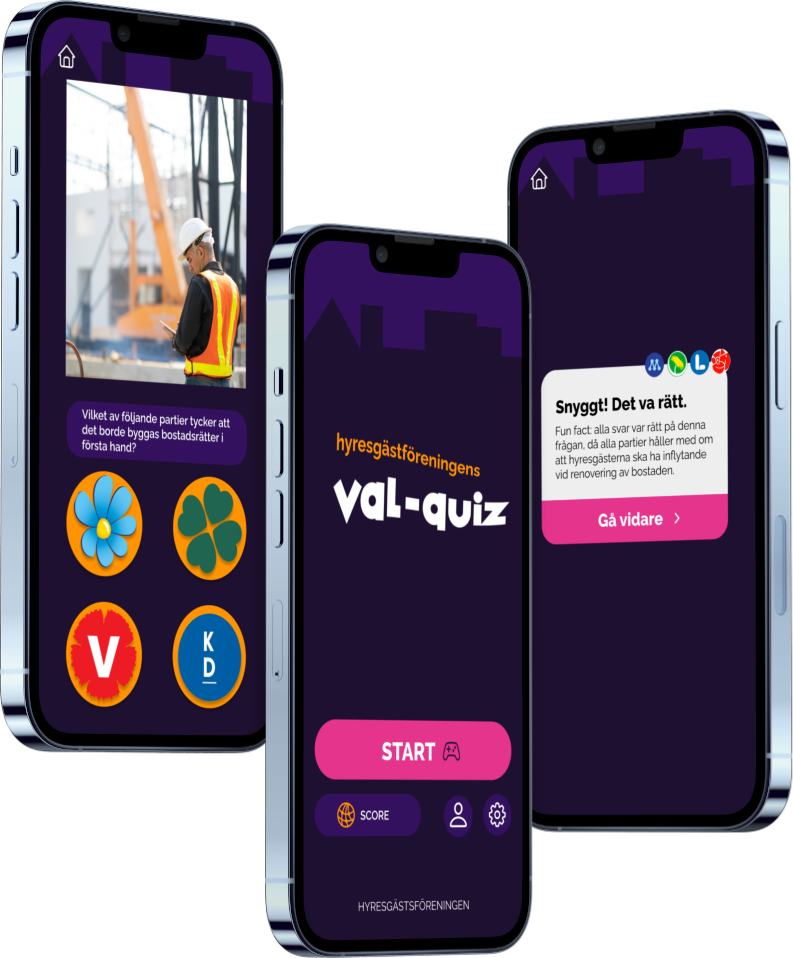 Vilket av följande partier tycker att
det borde byggas bostadsrätter i
första hand?
V
K
D
hyresgästföreningens
val-quiz
START
SCORE
HYRESGÄSTSFÖRENINGEN
M
L
Snyggt! Det va rätt.
Fun fact: alla svar var rätt på denna
frågan, då alla partier håller med om
att hyresgästerna ska ha inflytande
vid renovering av bostaden.
Gå vidare